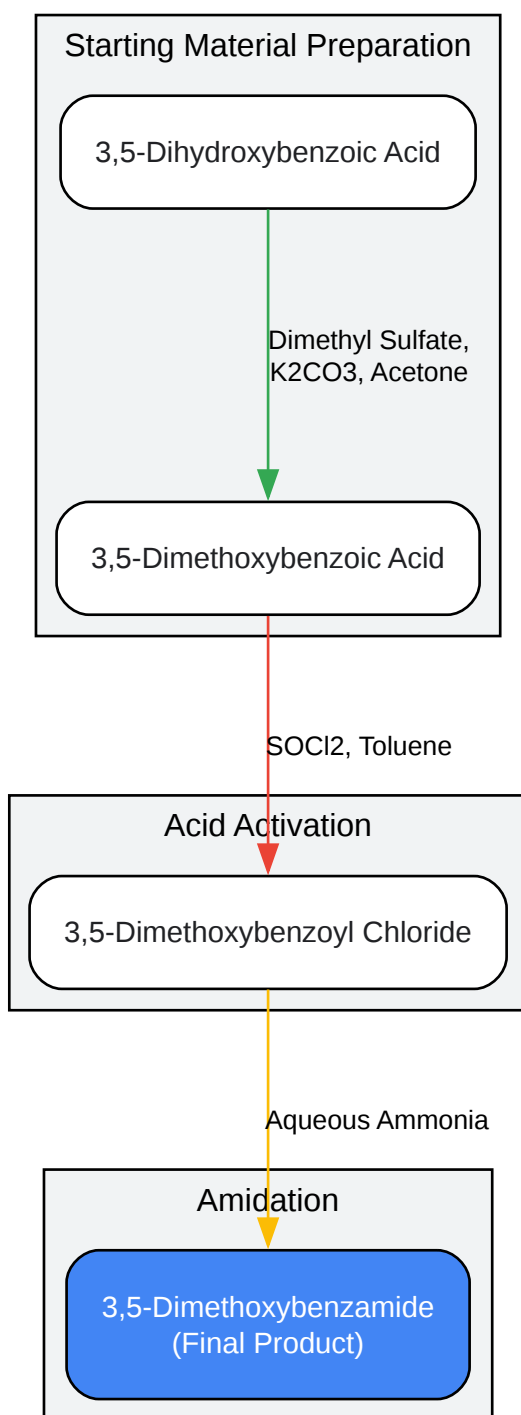 Starting Material Preparation
3,5-Dihydroxybenzoic Acid
Dimethyl Sulfate,
K2CO3, Acetone
3,5-Dimethoxybenzoic Acid
SOCl2, Toluene
Acid Activation
3,5-Dimethoxybenzoyl Chloride
Aqueous Ammonia
Amidation
3,5-Dimethoxybenzamide
(Final Product)